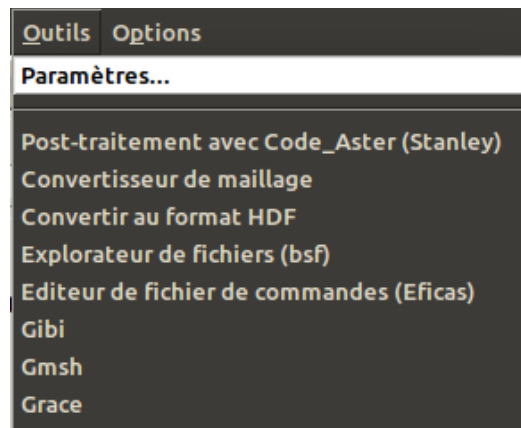 Outils Options
Paramètres...
Post-traitement avec Code_Aster (Stanley)
Convertisseur de maillage
Convertir au format HDF
Explorateur de fichiers (bsf)
Editeur de fichier de commandes (Eficas)
Gibi
Gmsh
Grace